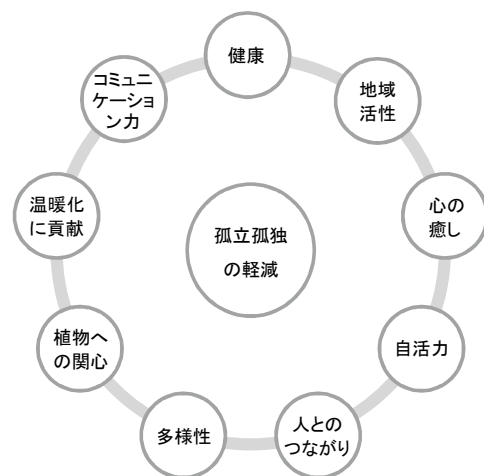 健康
地域
活性
心の
癒し
自活力
人との
つながり
多様性
植物へ
の関心
温暖化
に貢献
コミュニ
ケーショ
ン力
孤立孤独
の軽減